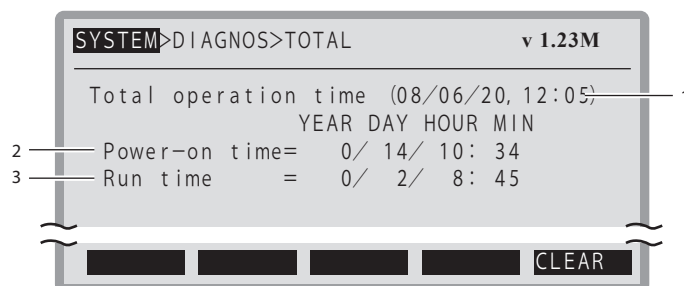 SYSTEM>DIAGNOS>TOTAL v 1.23M
Total operation time (08/06/20,12:05) 1
YEAR DAY HOUR MIN
2 Power-on time= 0/ 14/ 10: 34
3 Run time = 0/ 2/ 8: 45
CLEAR